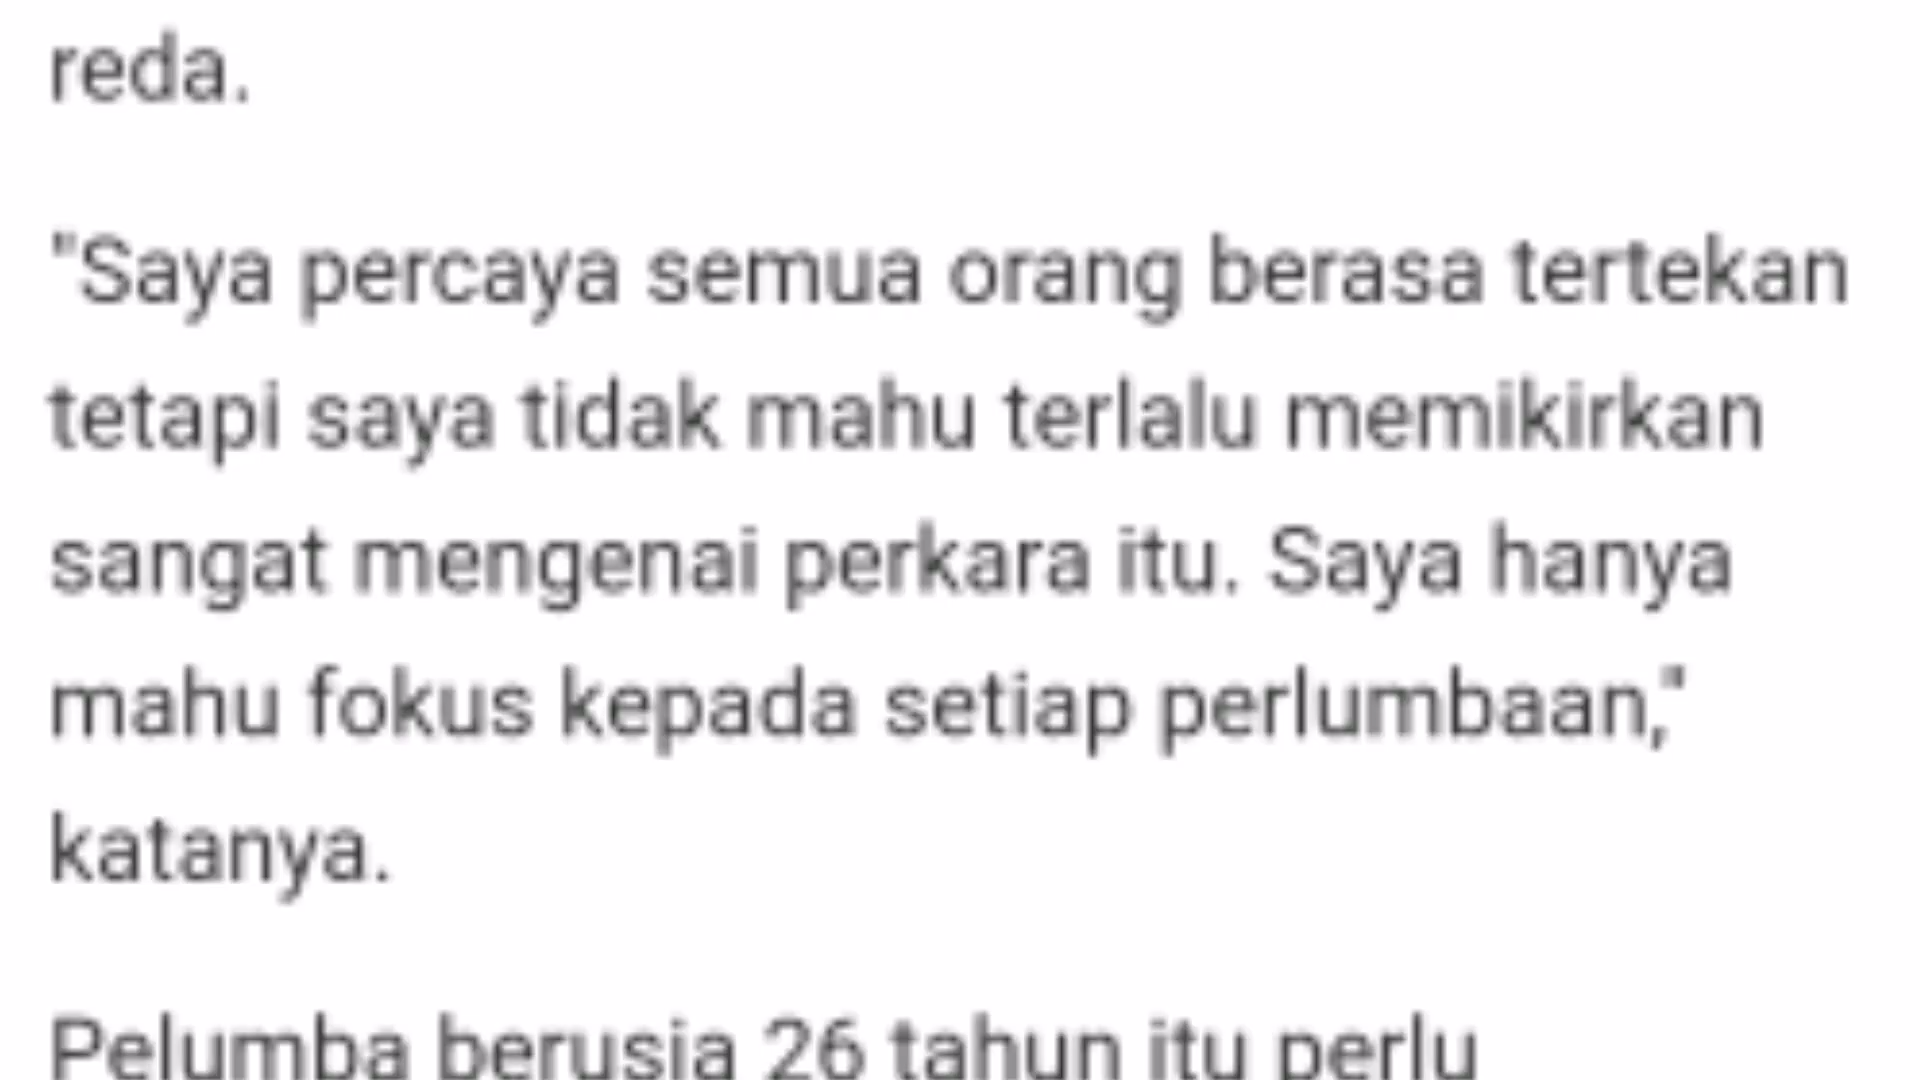 reda.
"Saya percaya semua orang berasa tertekan
tetapi saya tidak mahu terlalu memikirkan
sangat mengenai perkara itu. Saya hanya
mahu fokus kepada setiap perlumbaan,"
katanya.
Pelumba berusia 26 tahun itu perlu